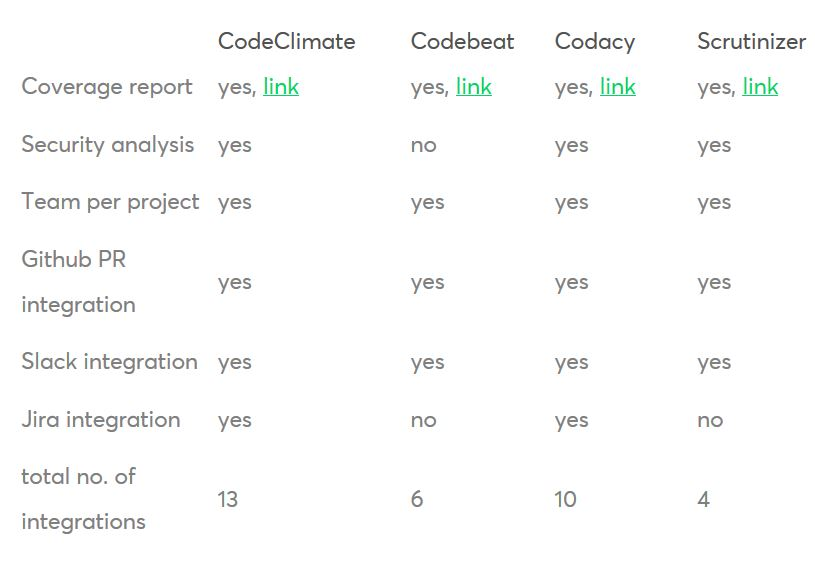 CodeClimate Codebeat Codacy Scrutinizer
Coverage report yes, link yes, link yes, link yes, link
Security analysis yes no yes yes
Team per project yes yes yes yes
Github PR
integration
yes yes yes yes
Slack integration yes yes yes yes
Jira integration yes no yes no
total no. of
integrations
13 6 10 4